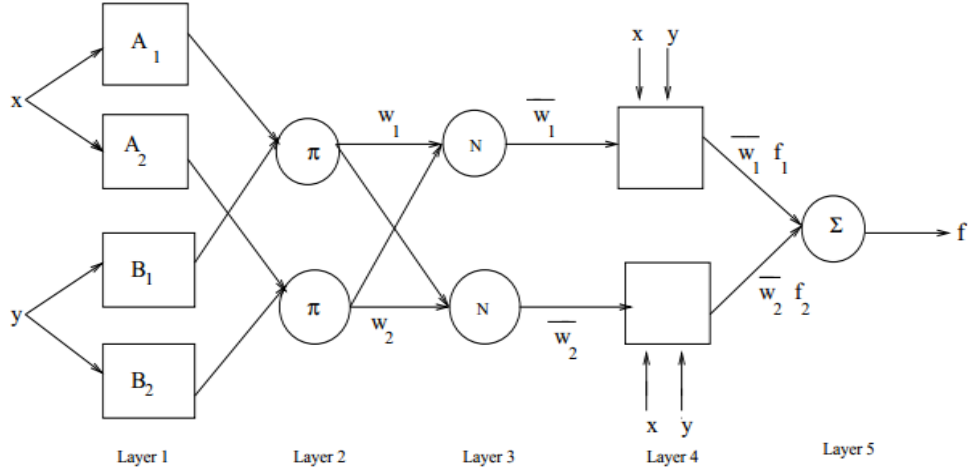 x y
A₁
w₁ w̅₁
x
A₂ π N w̅₁ f₁
Σ f
B₁
w̅₂ f₂
y π N
w₂ w̅₂
B₂
x y
Layer 1 Layer 2 Layer 3 Layer 4 Layer 5